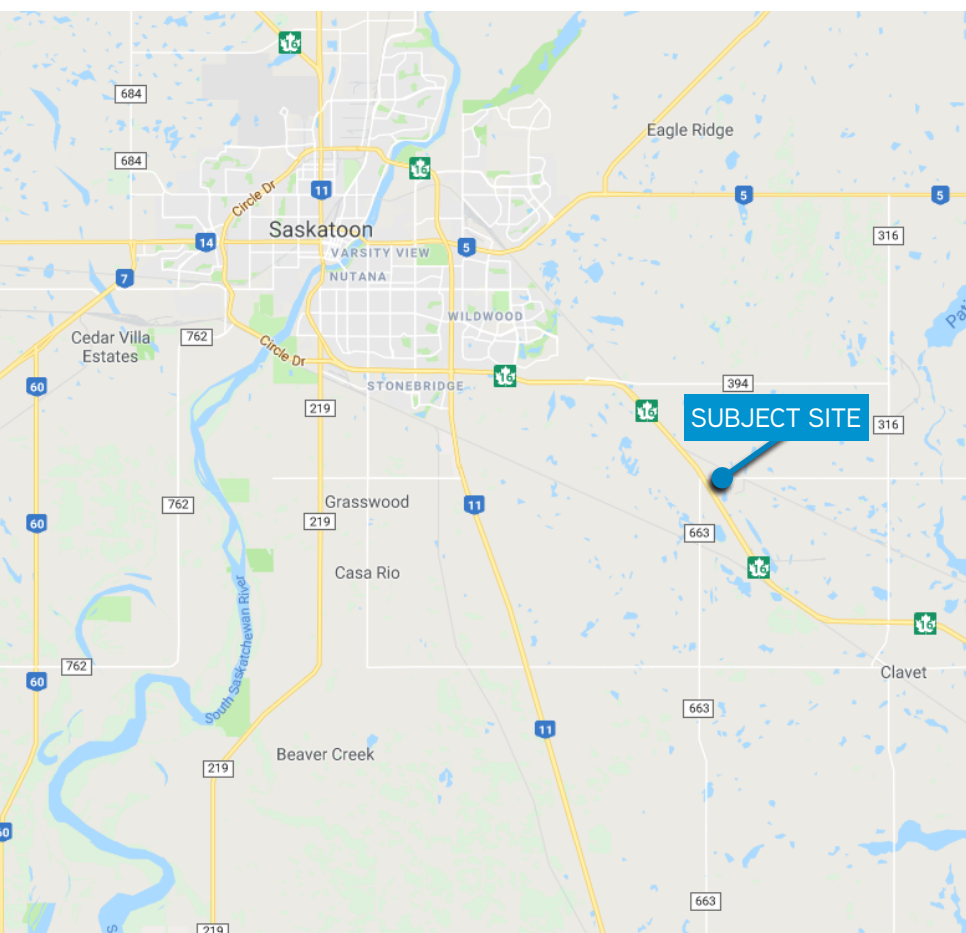 16
684
Eagle Ridge
684
16
Circle Dr
11
5
5
Saskatoon
316
14
5
VARSITY VIEW
7
NUTANA
WILDWOOD
Cedar Villa
Estates
762
Circle Dr
60
STONEBRIDGE
16
394
219
16
SUBJECT SITE
316
762
Grasswood
11
60
219
663
Casa Rio
16
South Saskatchewan River
16
762
60
Clavet
663
11
Beaver Creek
219
60
663
219